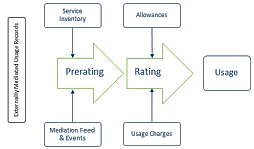 Externally/Mediated Usage Records
Service
Inventory
Allowances
Prerating
Rating
Usage
Mediation Feed
& Events
Usage Charges